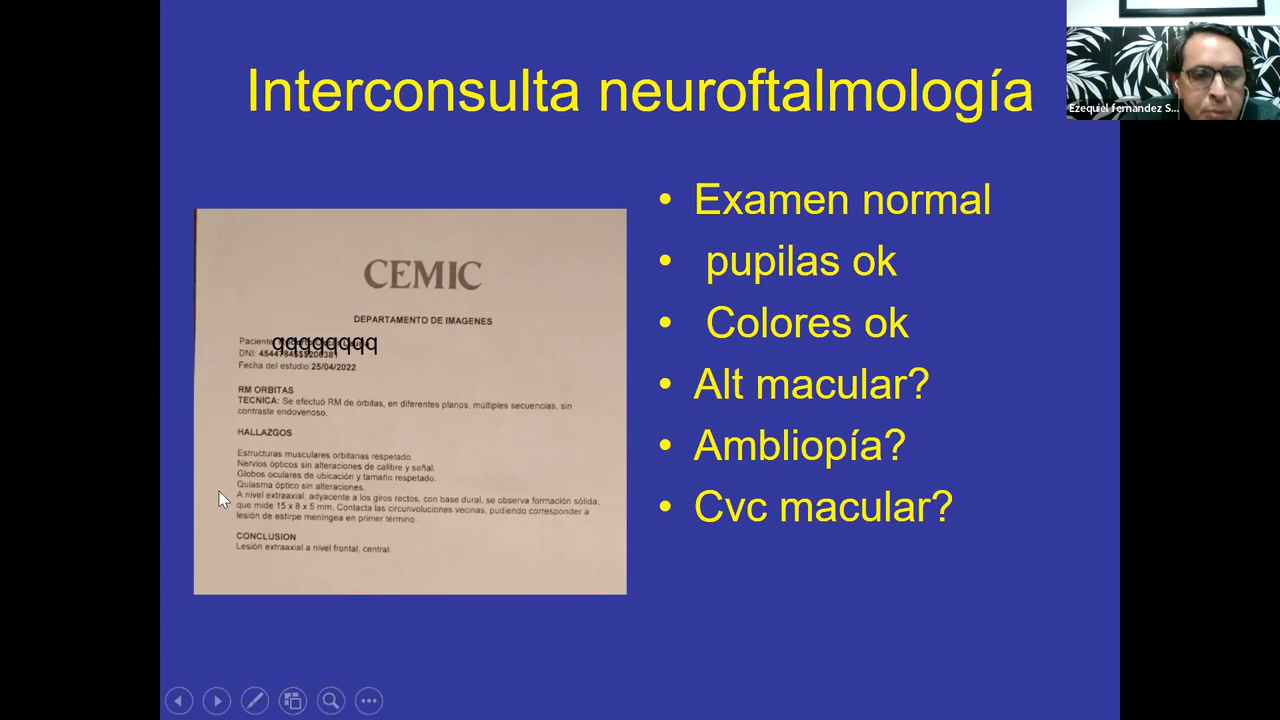 Interconsulta neuroftalmología
Ezequiel fernandez S...
CEMIC
DEPARTAMENTO DE IMAGENES
Paciente
qqqqqqqq
DNI:
Fecha del estudio: 25/04/2022
RM ORBITAS
TECNICA: Se efectuó RM de órbitas, en diferentes planos, múltiples secuencias, sin
contraste endovenoso.
HALLAZGOS
Estructuras musculares orbitarias respetado.
Nervios ópticos sin alteraciones de calibre y señal.
Globos oculares de ubicación y tamaño respetado.
Quiasma óptico sin alteraciones.
A nivel extraaxial, adyacente a los giros rectos, con base dural, se observa formación sólida,
que mide 15 x 8 x 5 mm. Contacta las circunvoluciones vecinas, pudiendo corresponder a
lesión de estirpe meníngea en primer término.
CONCLUSION
Lesión extraaxial a nivel frontal, central.
• Examen normal
• pupilas ok
• Colores ok
• Alt macular?
• Ambliopía?
• Cvc macular?